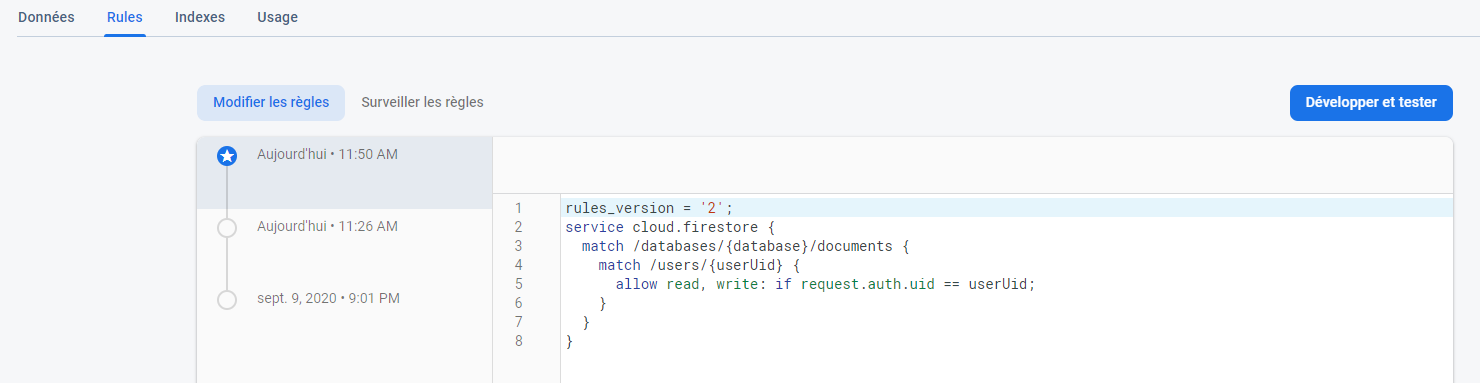 Données Rules Indexes Usage
Modifier les règles Surveiller les règles Développer et tester
Aujourd'hui • 11:50 AM
Aujourd'hui • 11:26 AM
sept. 9, 2020 • 9:01 PM
1 rules_version = '2';
2 service cloud.firestore {
3 match /databases/{database}/documents {
4 match /users/{userUid} {
5 allow read, write: if request.auth.uid == userUid;
6 }
7 }
8 }